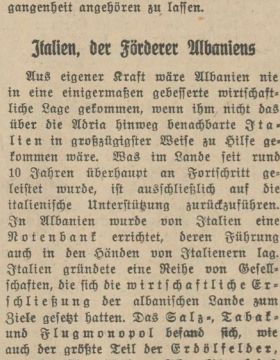 gangenheit angehören zu lassen.
Italien, der Förderer Albaniens
Aus eigener Kraft wäre Albanien nie
in eine einigermaßen gebesserte wirtschaft-
liche Lage gekommen, wenn ihm nicht das
über die Adria hinweg benachbarte Ita-
lien in großzügigster Weise zu Hilfe ge-
kommen wäre. Was im Lande seit rund
10 Jahren überhaupt an Fortschritt ge-
leistet wurde, ist ausschließlich auf die
italienische Unterstützung zurückzuführen.
In Albanien wurde von Italien eine
Notenbank errichtet, deren Führung
auch in den Händen von Italienern lag.
Italien gründete eine Reihe von Gesell-
schaften, die sich die wirtschaftliche Er-
schließung der albanischen Lande zum
Ziele gesetzt hatten. Das Salz-, Tabak-
und Flugmonopol befand sich, wie
auch der größte Teil der Erdölfelder,